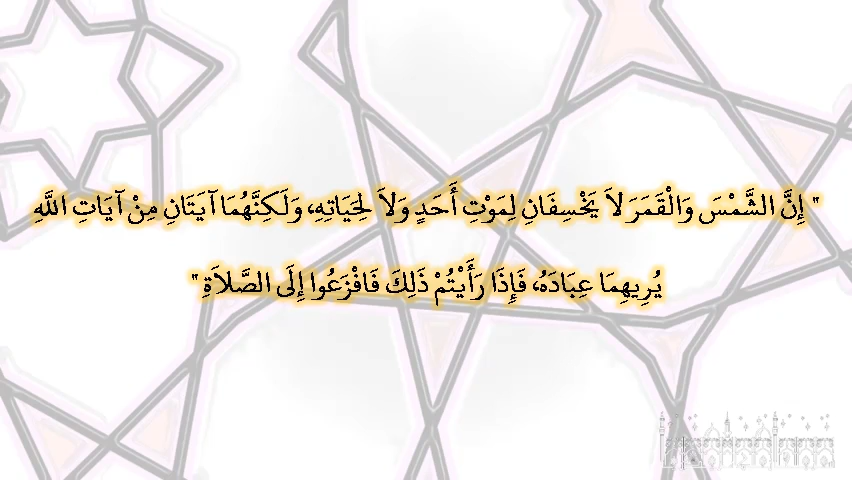 " إِنَّ الشَّمْسَ وَالْقَمَرَ لاَ يَخْسِفَانِ لِمَوْتِ أَحَدٍ وَلاَ لِحَيَاتِهِ، وَلَكِنَّهُمَا آيَتَانِ مِنْ آيَاتِ اللَّهِ
يُرِيهِمَا عِبَادَهُ، فَإِذَا رَأَيْتُمْ ذَلِكَ فَافْزَعُوا إِلَى الصَّلاَةِ "